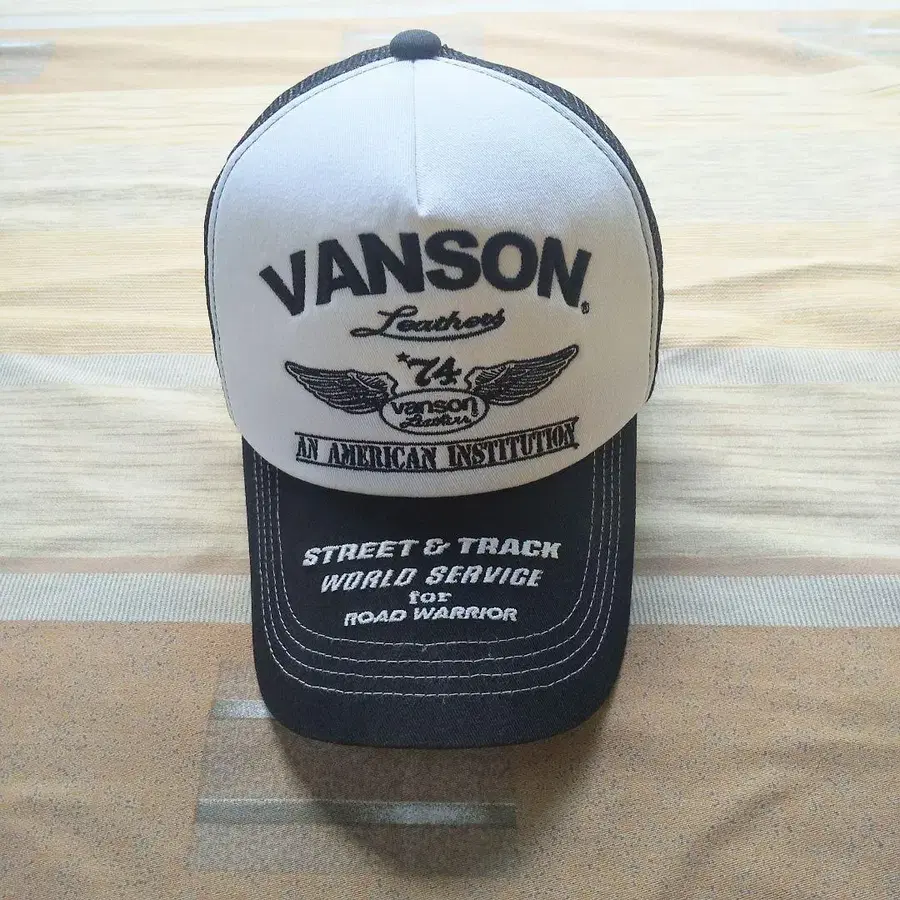 VANSON®
Leathers
★74
vanson
Leathers
AN AMERICAN INSTITUTION
STREET & TRACK
WORLD SERVICE
for
ROAD WARRIOR